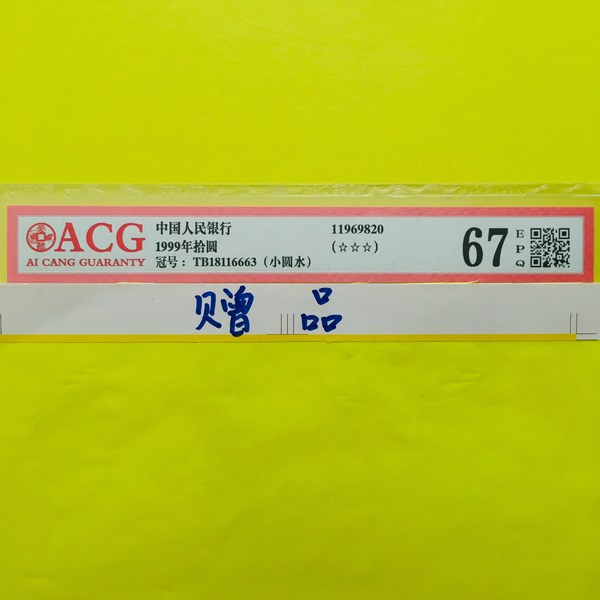 ACG
AI CANG GUARANTY
中国人民银行
1999年拾圆
冠号：TB18116663（小圆水）
11969820
(☆☆☆)
67
EPQ
赠品